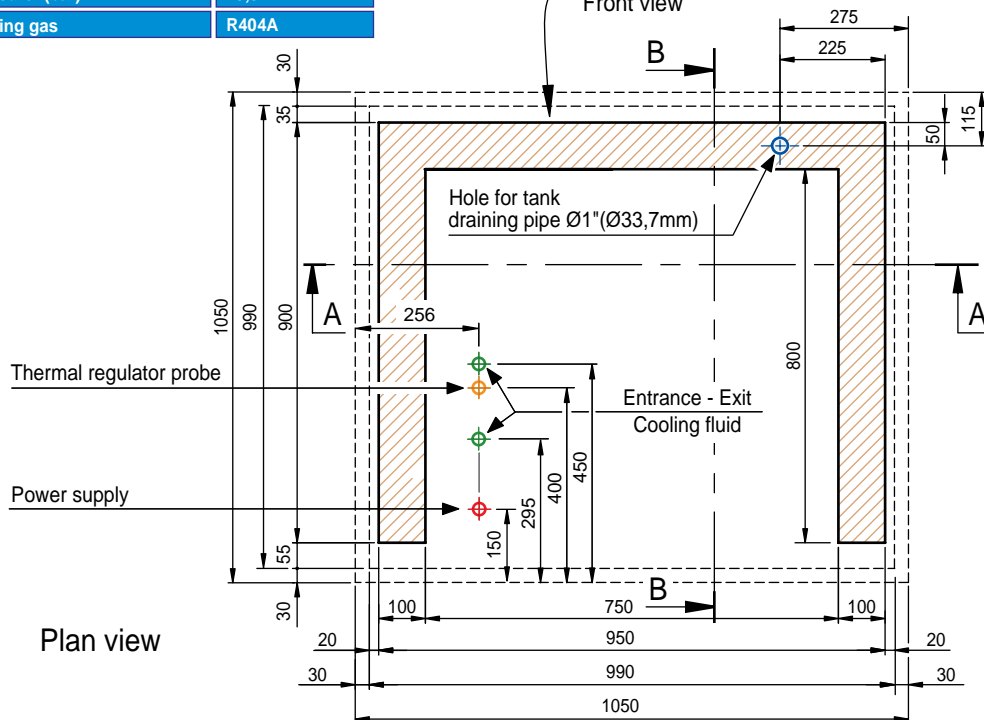 ing gas R404A
Front view
275
225
B
30
35
50
115
Hole for tank
draining pipe Ø1"(Ø33,7mm)
1050
990
900
A
A
256
800
Thermal regulator probe
Entrance - Exit
Cooling fluid
450
400
295
150
Power supply
55
30
B
100
750
100
Plan view
20
950
20
30
990
30
1050